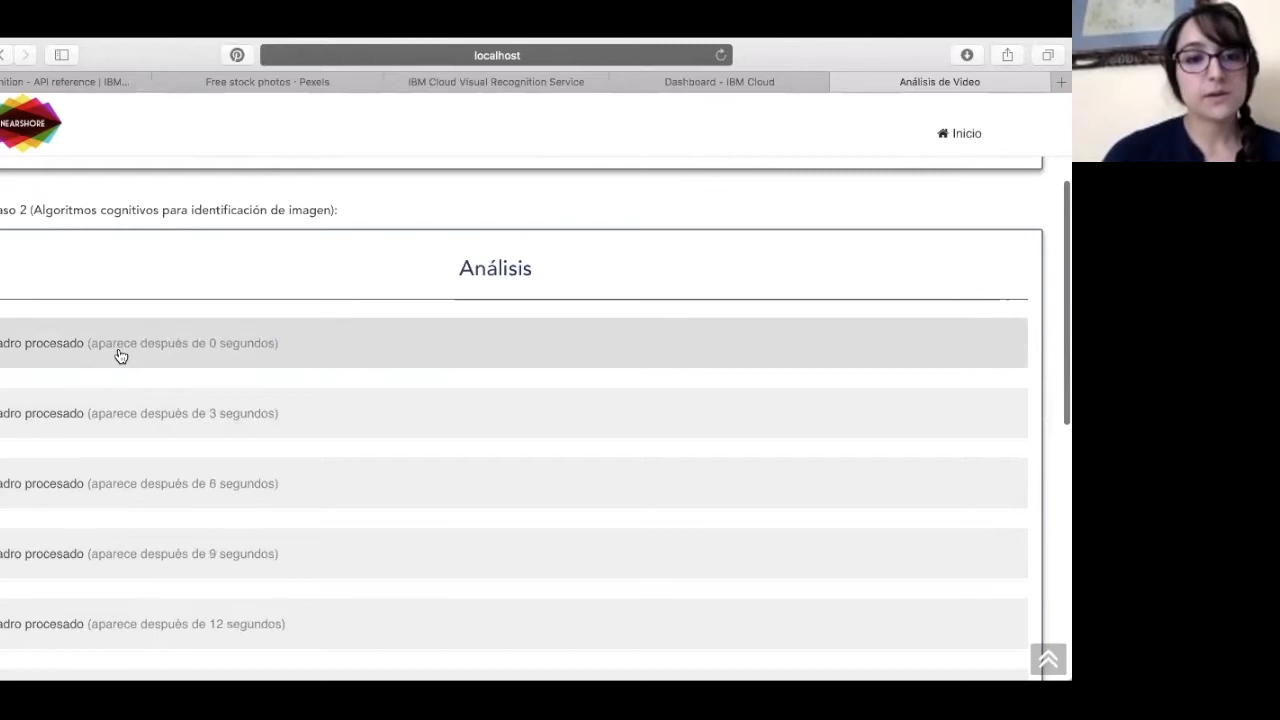 localhost
nition - API reference | IBM...
Free stock photos · Pexels
IBM Cloud Visual Recognition Service
Dashboard - IBM Cloud
Análisis de Video
NEARSHORE
Inicio
aso 2 (Algoritmos cognitivos para identificación de imagen):
Análisis
adro procesado (aparece después de 0 segundos)
adro procesado (aparece después de 3 segundos)
adro procesado (aparece después de 6 segundos)
adro procesado (aparece después de 9 segundos)
adro procesado (aparece después de 12 segundos)